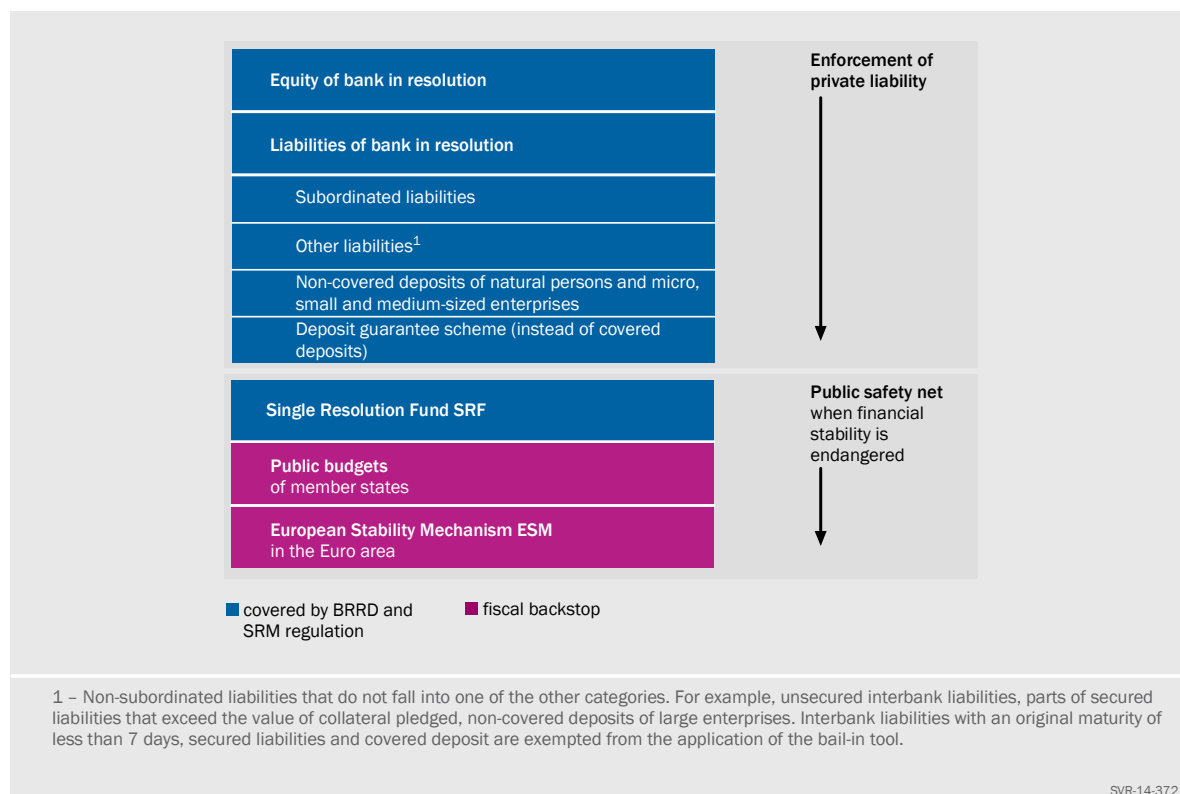 Equity of bank in resolution
Enforcement of
private liability
Liabilities of bank in resolution
Subordinated liabilities
Other liabilities1
Non-covered deposits of natural persons and micro,
small and medium-sized enterprises
Deposit guarantee scheme (instead of covered
deposits)
Single Resolution Fund SRF
Public safety net
when financial
stability is
endangered
Public budgets
of member states
European Stability Mechanism ESM
in the Euro area
covered by BRRD and
SRM regulation
fiscal backstop
1 – Non-subordinated liabilities that do not fall into one of the other categories. For example, unsecured interbank liabilities, parts of secured
liabilities that exceed the value of collateral pledged, non-covered deposits of large enterprises. Interbank liabilities with an original maturity of
less than 7 days, secured liabilities and covered deposit are exempted from the application of the bail-in tool.
SVR-14-372